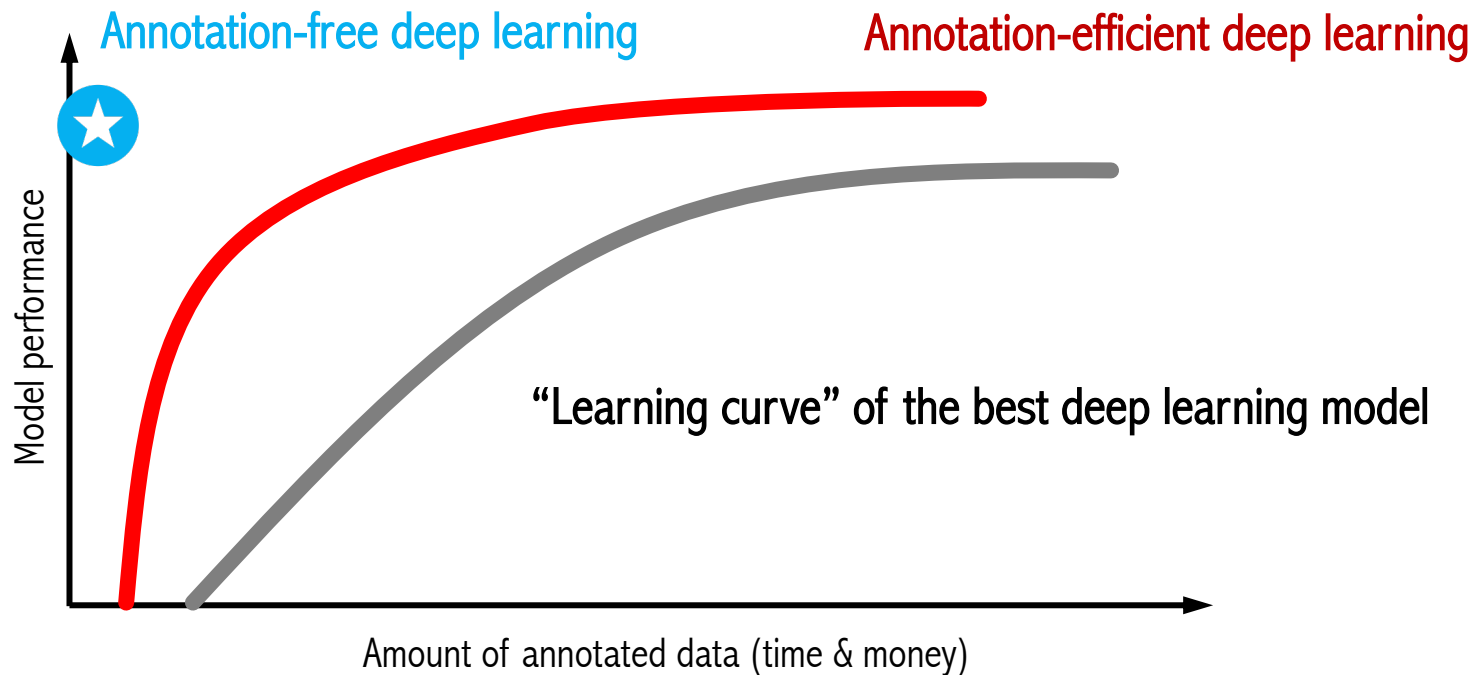 Annotation-free deep learning
Annotation-efficient deep learning
Model performance
“Learning curve” of the best deep learning model
Amount of annotated data (time & money)